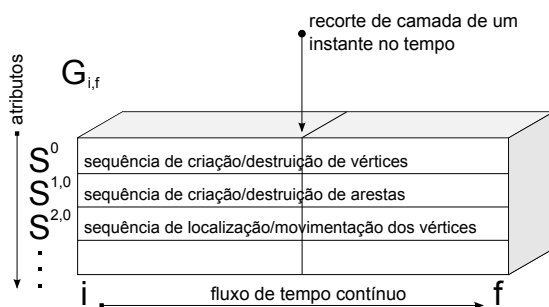 recorte de camada de um
instante no tempo
G i,f
atributos
S 0 sequência de criação/destruição de vértices
S 1,0 sequência de criação/destruição de arestas
S 2,0 sequência de localização/movimentação dos vértices
i fluxo de tempo contínuo f